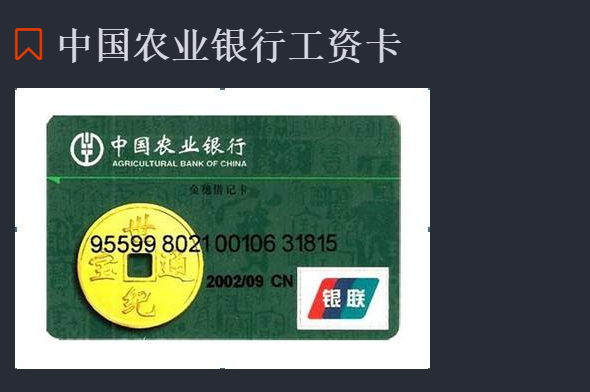 中国农业银行工资卡
中国农业银行
AGRICULTURAL BANK OF CHINA
金穗借记卡
世
宝 通
纪
95599 8021 00106 31815
2002/09 CN
银联